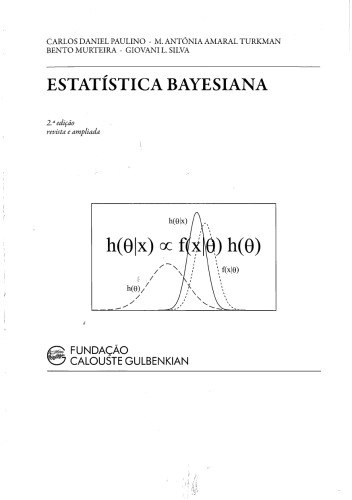 CARLOS DANIEL PAULINO · M. ANTÓNIA AMARAL TURKMAN
BENTO MURTEIRA · GIOVANI L. SILVA
ESTATÍSTICA BAYESIANA
2.ª edição
revista e ampliada
h(θ|x)
h(θ|x) ∝ f(x|θ) h(θ)
f(x|θ)
h(θ)
FUNDAÇÃO
CALOUSTE GULBENKIAN